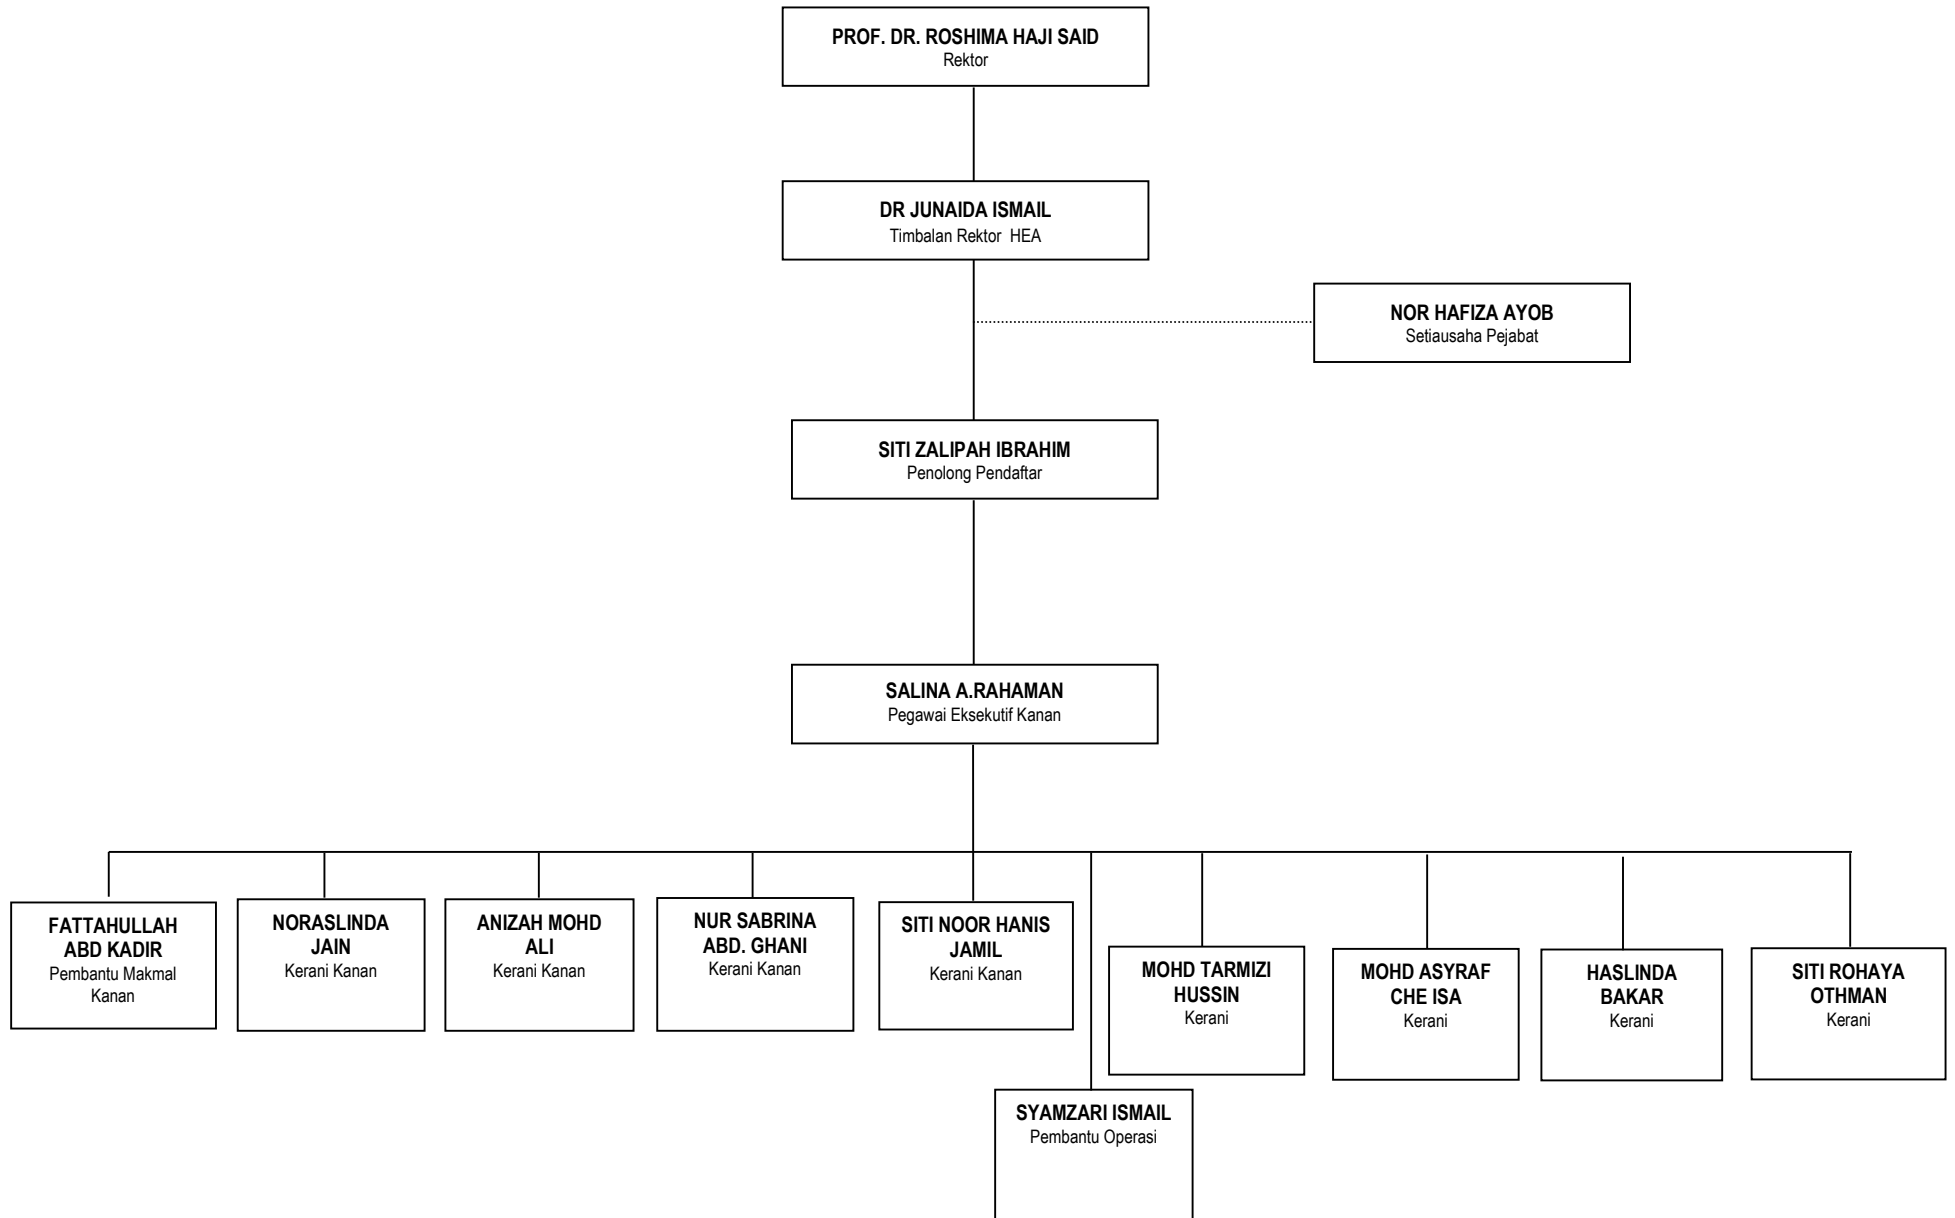 PROF. DR. ROSHIMA HAJI SAID
Rektor
DR JUNAIDA ISMAIL
Timbalan Rektor  HEA
NOR HAFIZA AYOB
Setiausaha Pejabat
SITI ZALIPAH IBRAHIM
Penolong Pendaftar
SALINA A.RAHAMAN
Pegawai Eksekutif Kanan
FATTAHULLAH
ABD KADIR
Pembantu Makmal
Kanan
NORASLINDA
JAIN
Kerani Kanan
ANIZAH MOHD
ALI
Kerani Kanan
NUR SABRINA
ABD. GHANI
Kerani Kanan
SITI NOOR HANIS
JAMIL
Kerani Kanan
MOHD TARMIZI
HUSSIN
Kerani
MOHD ASYRAF
CHE ISA
Kerani
HASLINDA
BAKAR
Kerani
SITI ROHAYA
OTHMAN
Kerani
SYAMZARI ISMAIL
Pembantu Operasi